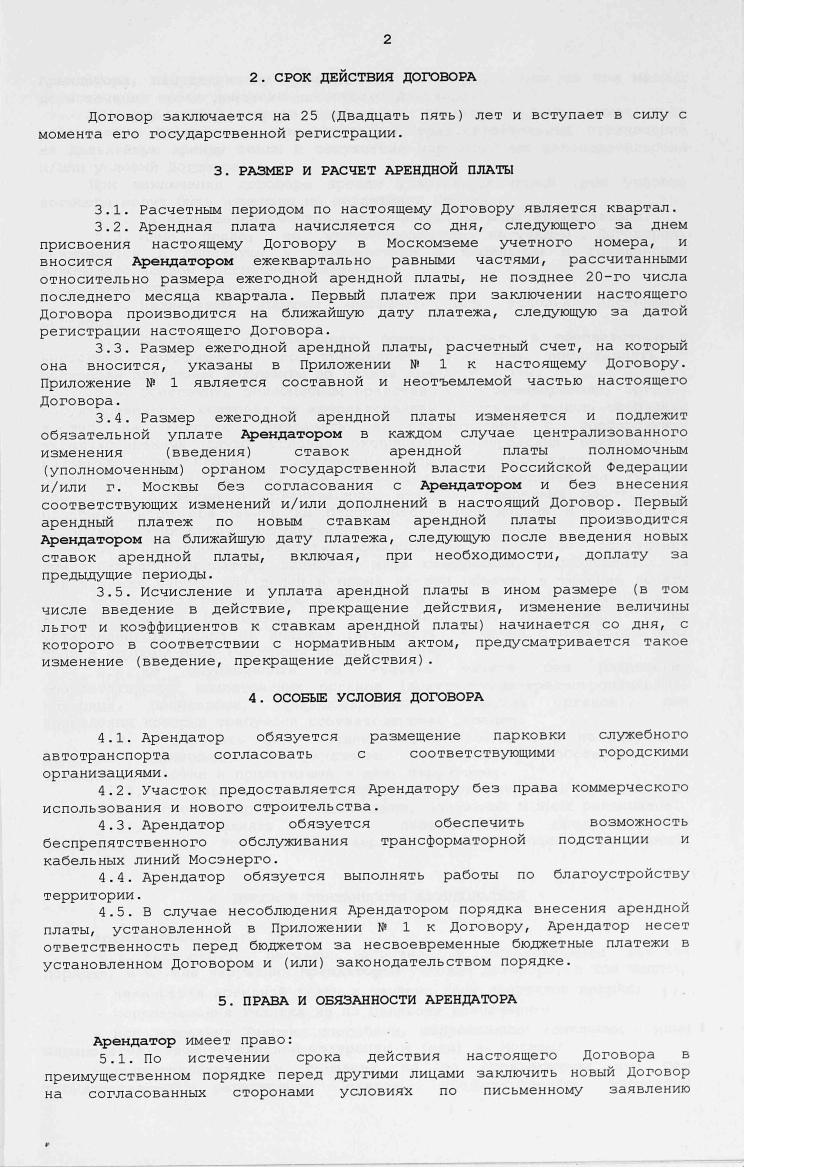 2
2. СРОК ДЕЙСТВИЯ ДОГОВОРА
Договор заключается на 25 (Двадцать пять) лет и вступает в силу с
момента его государственной регистрации.
3. РАЗМЕР И РАСЧЕТ АРЕНДНОЙ ПЛАТЫ
3.1. Расчетным периодом по настоящему Договору является квартал.
3.2. Арендная плата начисляется со дня, следующего за днем
присвоения настоящему Договору в Москомземе учетного номера, и
вносится Арендатором ежеквартально равными частями, рассчитанными
относительно размера ежегодной арендной платы, не позднее 20-го числа
последнего месяца квартала. Первый платеж при заключении настоящего
Договора производится на ближайшую дату платежа, следующую за датой
регистрации настоящего Договора.
3.3. Размер ежегодной арендной платы, расчетный счет, на который
она вносится, указаны в Приложении № 1 к настоящему Договору.
Приложение № 1 является составной и неотъемлемой частью настоящего
Договора.
3.4. Размер ежегодной арендной платы изменяется и подлежит
обязательной уплате Арендатором в каждом случае централизованного
изменения (введения) ставок арендной платы полномочным
(уполномоченным) органом государственной власти Российской Федерации
и/или г. Москвы без согласования с Арендатором и без внесения
соответствующих изменений и/или дополнений в настоящий Договор. Первый
арендный платеж по новым ставкам арендной платы производится
Арендатором на ближайшую дату платежа, следующую после введения новых
ставок арендной платы, включая, при необходимости, доплату за
предыдущие периоды.
3.5. Исчисление и уплата арендной платы в ином размере (в том
числе введение в действие, прекращение действия, изменение величины
льгот и коэффициентов к ставкам арендной платы) начинается со дня, с
которого в соответствии с нормативным актом, предусматривается такое
изменение (введение, прекращение действия).
4. ОСОБЫЕ УСЛОВИЯ ДОГОВОРА
4.1. Арендатор обязуется размещение парковки служебного
автотранспорта согласовать с соответствующими городскими
организациями.
4.2. Участок предоставляется Арендатору без права коммерческого
использования и нового строительства.
4.3. Арендатор обязуется обеспечить возможность
беспрепятственного обслуживания трансформаторной подстанции и
кабельных линий Мосэнерго.
4.4. Арендатор обязуется выполнять работы по благоустройству
территории.
4.5. В случае несоблюдения Арендатором порядка внесения арендной
платы, установленной в Приложении № 1 к Договору, Арендатор несет
ответственность перед бюджетом за несвоевременные бюджетные платежи в
установленном Договором и (или) законодательством порядке.
5. ПРАВА И ОБЯЗАННОСТИ АРЕНДАТОРА
Арендатор имеет право:
5.1. По истечении срока действия настоящего Договора в
преимущественном порядке перед другими лицами заключить новый Договор
на согласованных сторонами условиях по письменному заявлению